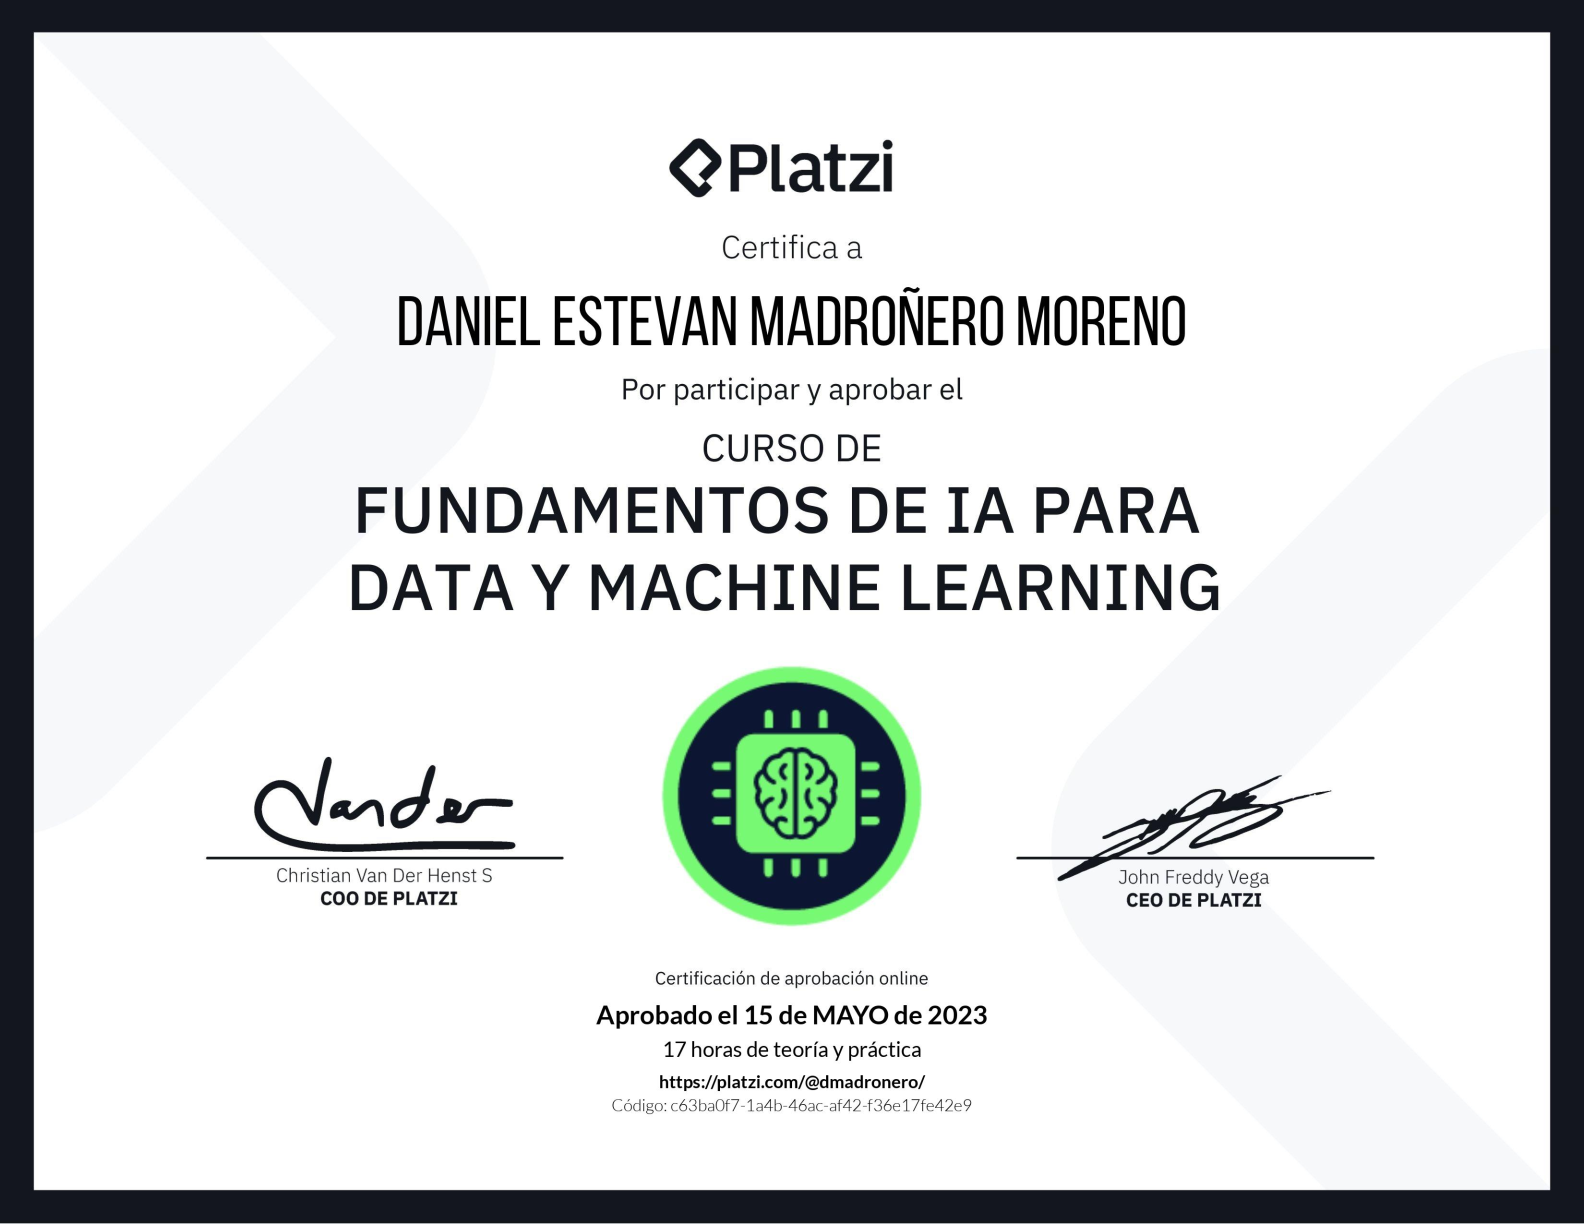 Platzi
Certifica a
DANIEL ESTEVAN MADROÑERO MORENO
Por participar y aprobar el
CURSO DE
FUNDAMENTOS DE IA PARA
DATA Y MACHINE LEARNING
Vander
Christian Van Der Henst S
COO DE PLATZI
John Freddy Vega
CEO DE PLATZI
Certificación de aprobación online
Aprobado el 15 de MAYO de 2023
17 horas de teoría y práctica
https://platzi.com/@dmadronero/
Código: c63ba0f7-1a4b-46ac-af42-f36e17fe42e9